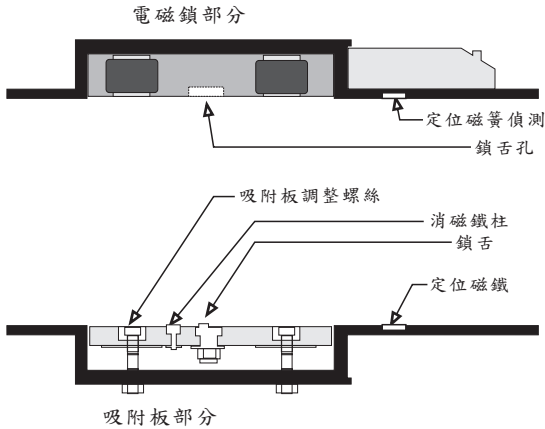 電磁鎖部分
定位磁簧偵測
鎖舌孔
吸附板調整螺絲
消磁鐵柱
鎖舌
定位磁鐵
吸附板部分